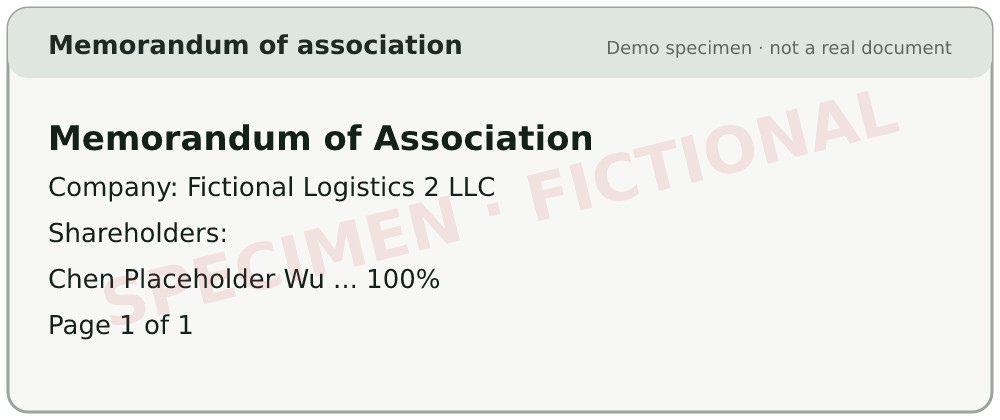 Memorandum of association
Demo specimen · not a real document
Memorandum of Association
Company: Fictional Logistics 2 LLC
Shareholders:
Chen Placeholder Wu ... 100%
Page 1 of 1
SPECIMEN · FICTIONAL